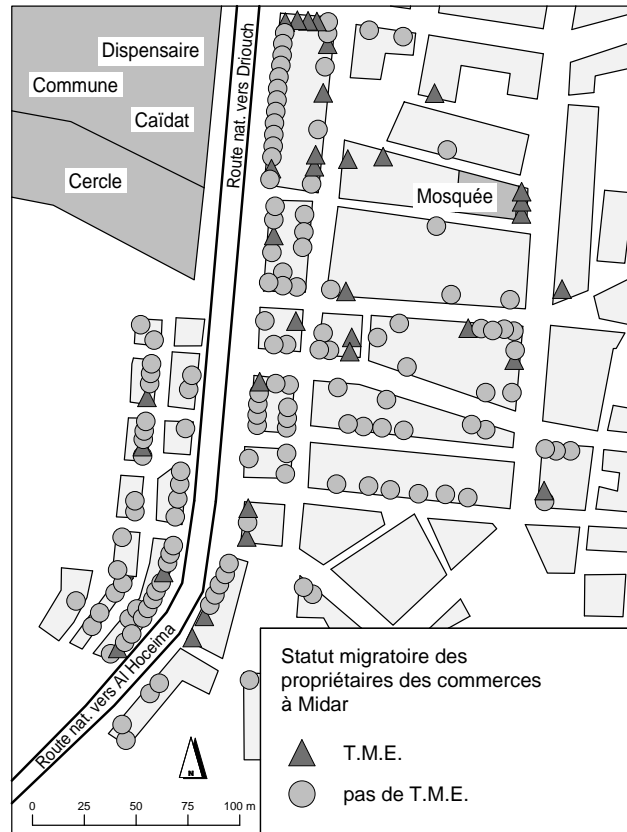 Dispensaire
Commune
Caïdat
Cercle
Route nat. vers Driouch
Mosquée
Route nat. vers Al Hoceima
Statut migratoire des
propriétaires des commerces
à Midar
T.M.E.
pas de T.M.E.
N
0 25 50 75 100 m